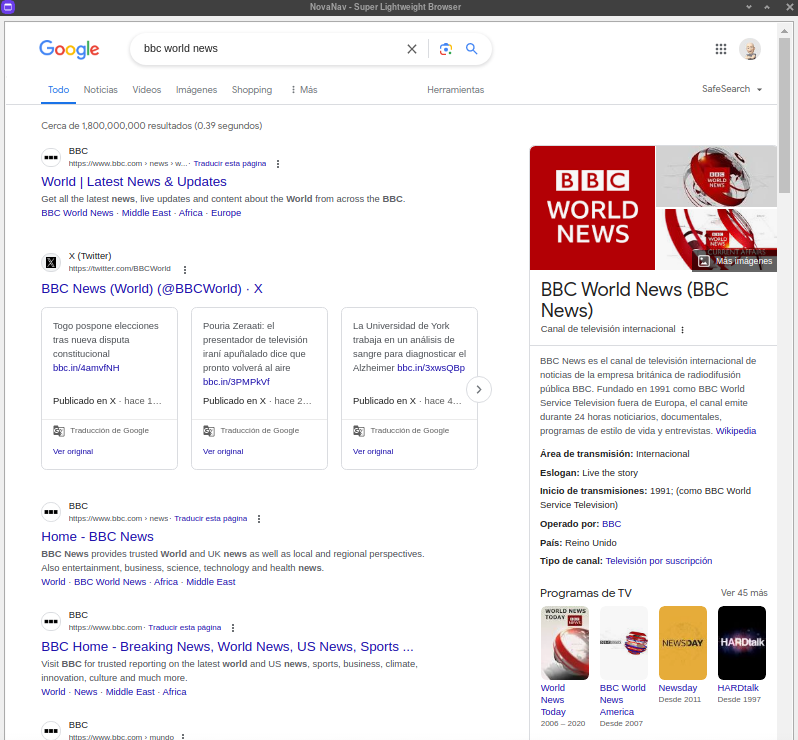 NovaNav - Super Lightweight Browser
Google
bbc world news
Todo
Noticias
Vídeos
Imágenes
Shopping
Más
Herramientas
SafeSearch
Cerca de 1,800,000,000 resultados (0.39 segundos)
BBC
https://www.bbc.com › news › w... · Traducir esta página
World | Latest News & Updates
Get all the latest news, live updates and content about the World from across the BBC.
BBC World News · Middle East · Africa · Europe
X (Twitter)
https://twitter.com/BBCWorld
BBC News (World) (@BBCWorld) · X
Togo pospone elecciones
tras nueva disputa
constitucional
bbc.in/4amvfNH
Publicado en X · hace 1…
Traducción de Google
Ver original
Pouria Zeraati: el
presentador de televisión
iraní apuñalado dice que
pronto volverá al aire
bbc.in/3PMPkVf
Publicado en X · hace 2…
Traducción de Google
Ver original
La Universidad de York
trabaja en un análisis de
sangre para diagnosticar el
Alzheimer bbc.in/3xwsQBp
Publicado en X · hace 4…
Traducción de Google
Ver original
BBC
https://www.bbc.com › news · Traducir esta página
Home - BBC News
BBC News provides trusted World and UK news as well as local and regional perspectives.
Also entertainment, business, science, technology and health news.
World · BBC World News · Africa · Middle East
BBC
https://www.bbc.com · Traducir esta página
BBC Home - Breaking News, World News, US News, Sports ...
Visit BBC for trusted reporting on the latest world and US news, sports, business, climate,
innovation, culture and much more.
World · News · Middle East · Africa
BBC
https://www.bbc.com › mundo
BBC
WORLD
NEWS
BBC
WORLD
NEWS
BBC
WORLD
NEWS
CURRENT AFFAIRS
Más imágenes
BBC World News (BBC
News)
Canal de televisión internacional
BBC News es el canal de televisión internacional de
noticias de la empresa británica de radiodifusión
pública BBC. Fundado en 1991 como BBC World
Service Television fuera de Europa, el canal emite
durante 24 horas noticiarios, documentales,
programas de estilo de vida y entrevistas. Wikipedia
Área de transmisión: Internacional
Eslogan: Live the story
Inicio de transmisiones: 1991; (como BBC World
Service Television)
Operado por: BBC
País: Reino Unido
Tipo de canal: Televisión por suscripción
Programas de TV
Ver 45 más
WORLD NEWS
TODAY
World
News
Today
2006 – 2020
BBC World
News
America
Desde 2007
NEWSDAY
Newsday
Desde 2011
HARDtalk
HARDtalk
Desde 1997